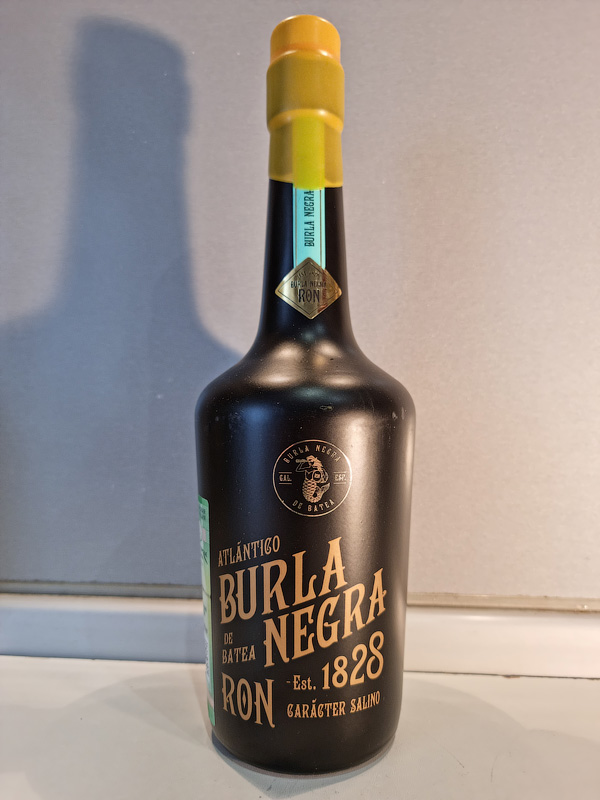 BURLA NEGRA
BURLA NEGRA
RON
BURLA NEGRA
GAL. ESP.
DE BATEA
ATLÁNTICO
BURLA
NEGRA
DE
BATEA
RON
Est. 1828
CARÁCTER SALINO